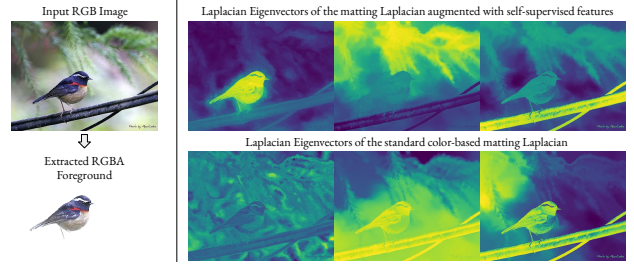 Input RGB Image
Laplacian Eigenvectors of the matting Laplacian augmented with self-supervised features
Laplacian Eigenvectors of the standard color-based matting Laplacian
Extracted RGBA
Foreground